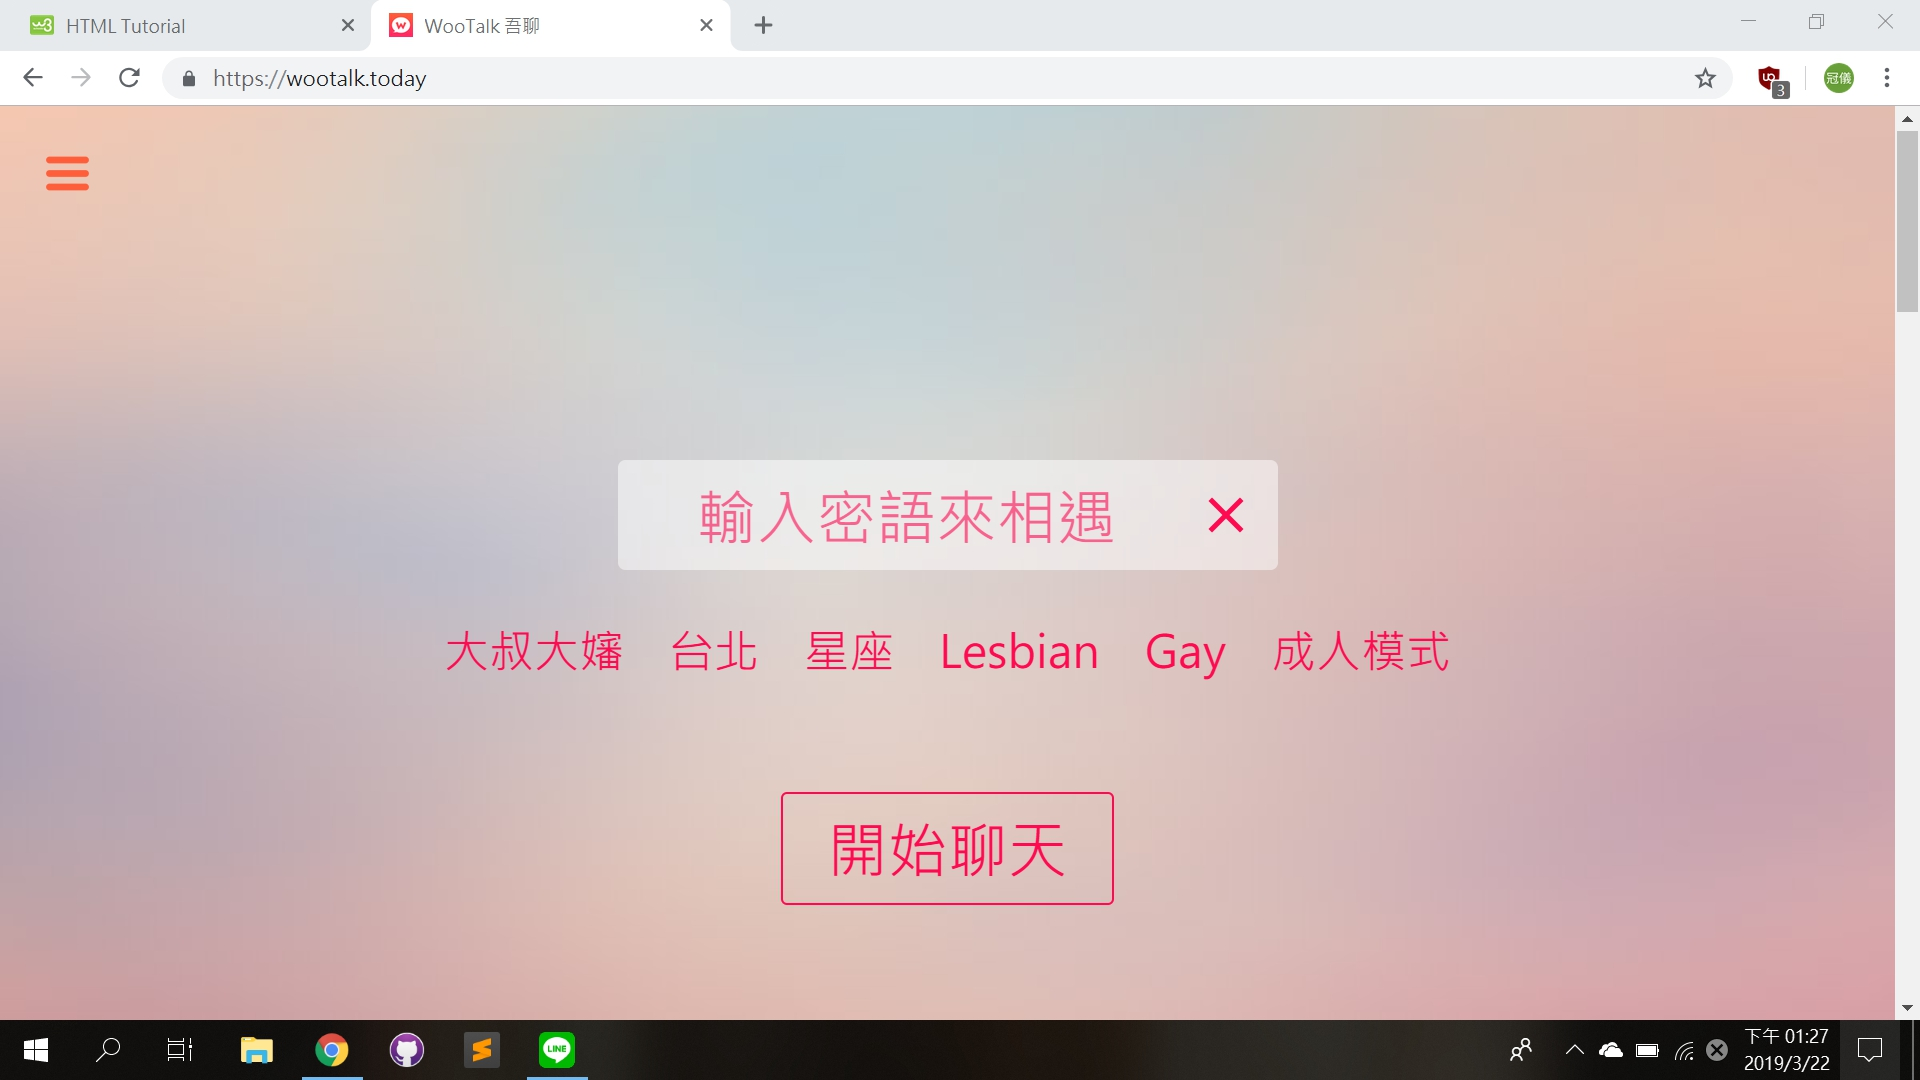 HTML Tutorial
WooTalk 吾聊
https://wootalk.today
冠儀
3
輸入密語來相遇
大叔大嬸 台北 星座 Lesbian Gay 成人模式
開始聊天
LINE
下午 01:27
2019/3/22